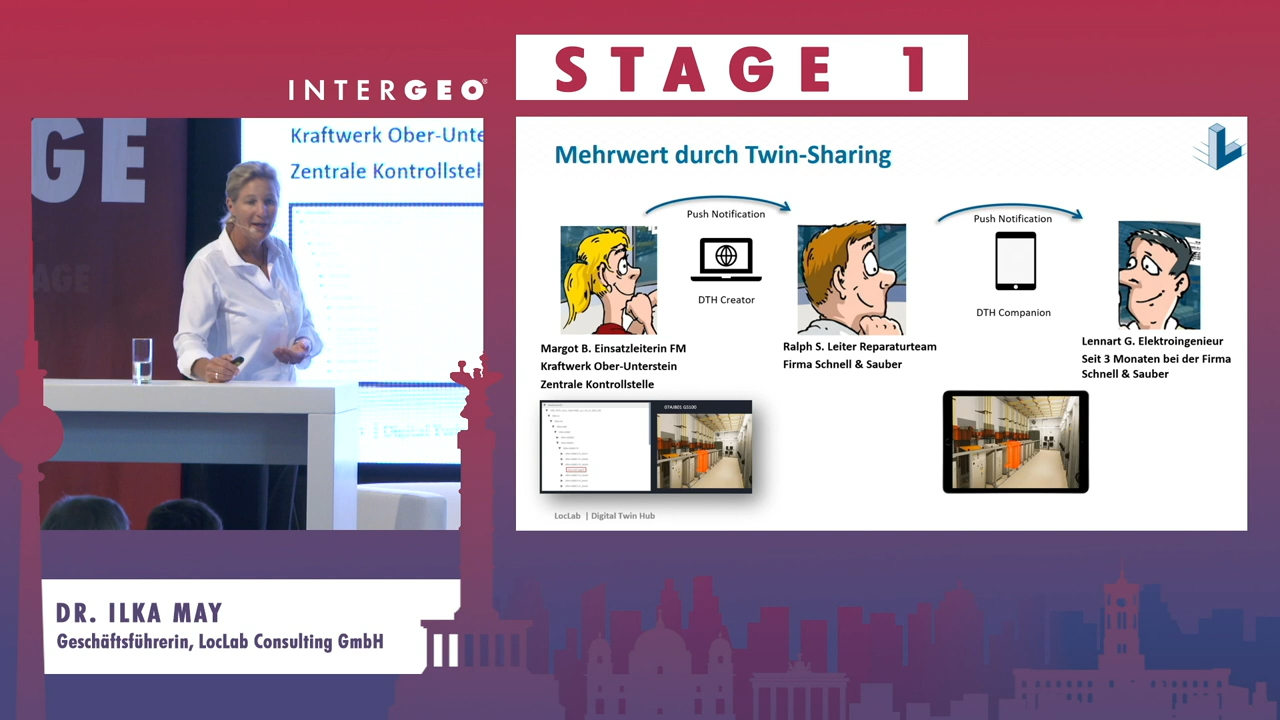 STAGE 1
INTERGEO
GE
AGE
Kraftwerk Ober-Unte
Zentrale Kontrollstel
Mehrwert durch Twin-Sharing
Push Notification
Push Notification
DTH Creator
DTH Companion
Margot B. Einsatzleiterin FM
Kraftwerk Ober-Unterstein
Zentrale Kontrollstelle
Ralph S. Leiter Reparaturteam
Firma Schnell & Sauber
Lennart G. Elektroingenieur
Seit 3 Monaten bei der Firma
Schnell & Sauber
LocLab | Digital Twin Hub
DR. ILKA MAY
Geschäftsführerin, LocLab Consulting GmbH